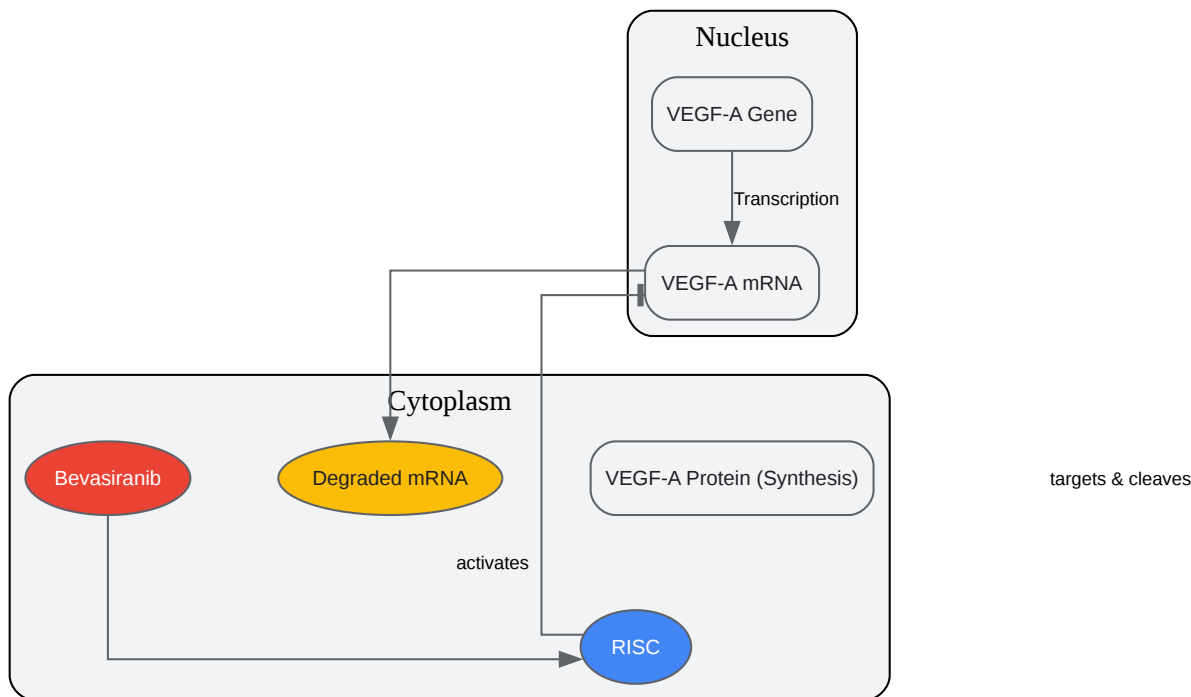 Nucleus
VEGF-A Gene
Transcription
VEGF-A mRNA
Cytoplasm
Bevasiranib
Degraded mRNA
VEGF-A Protein (Synthesis)
targets & cleaves
activates
RISC